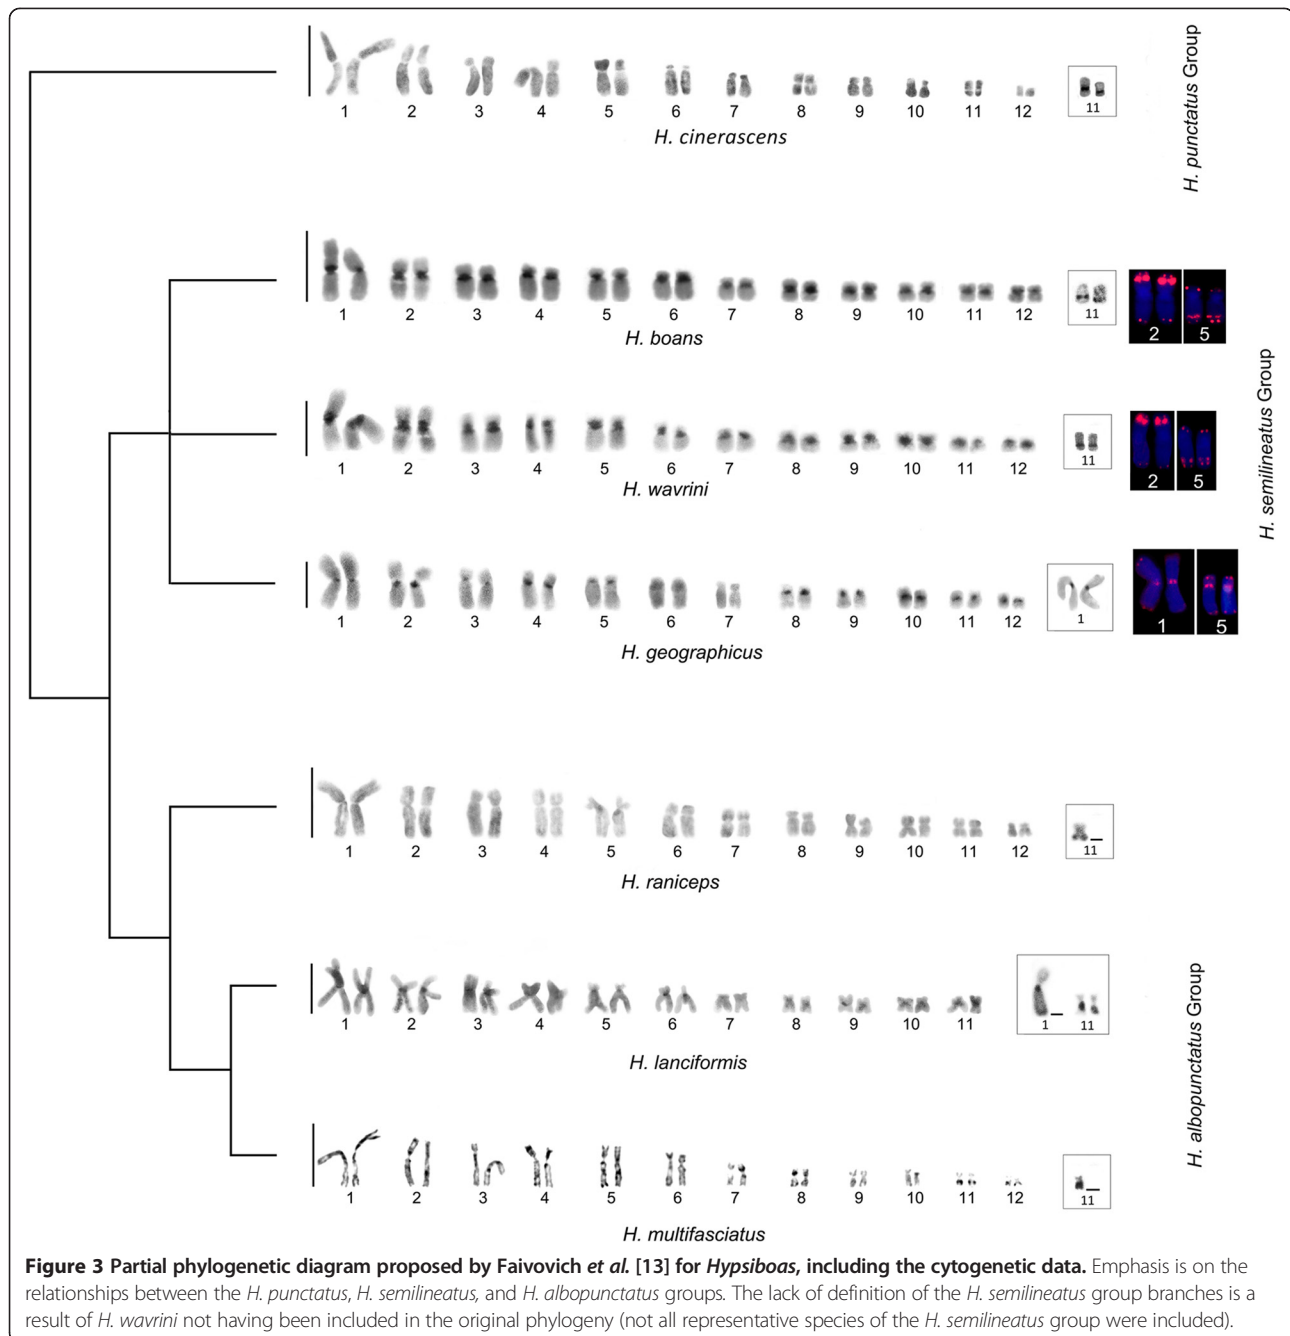 1 2 3 4 5 6 7 8 9 10 11 12 11
H. cinerascens
H. punctatus Group
1 2 3 4 5 6 7 8 9 10 11 12 11 2 5
H. boans
1 2 3 4 5 6 7 8 9 10 11 12 11 2 5
H. wavrini
H. semilineatus Group
1 2 3 4 5 6 7 8 9 10 11 12 1 1 5
H. geographicus
1 2 3 4 5 6 7 8 9 10 11 12 11
H. raniceps
1 2 3 4 5 6 7 8 9 10 11 1 11
H. lanciformis
H. albopunctatus Group
1 2 3 4 5 6 7 8 9 10 11 12 11
H. multifasciatus
Figure 3 Partial phylogenetic diagram proposed by Faivovich et al. [13] for Hypsiboas, including the cytogenetic data. Emphasis is on the
relationships between the H. punctatus, H. semilineatus, and H. albopunctatus groups. The lack of definition of the H. semilineatus group branches is a
result of H. wavrini not having been included in the original phylogeny (not all representative species of the H. semilineatus group were included).